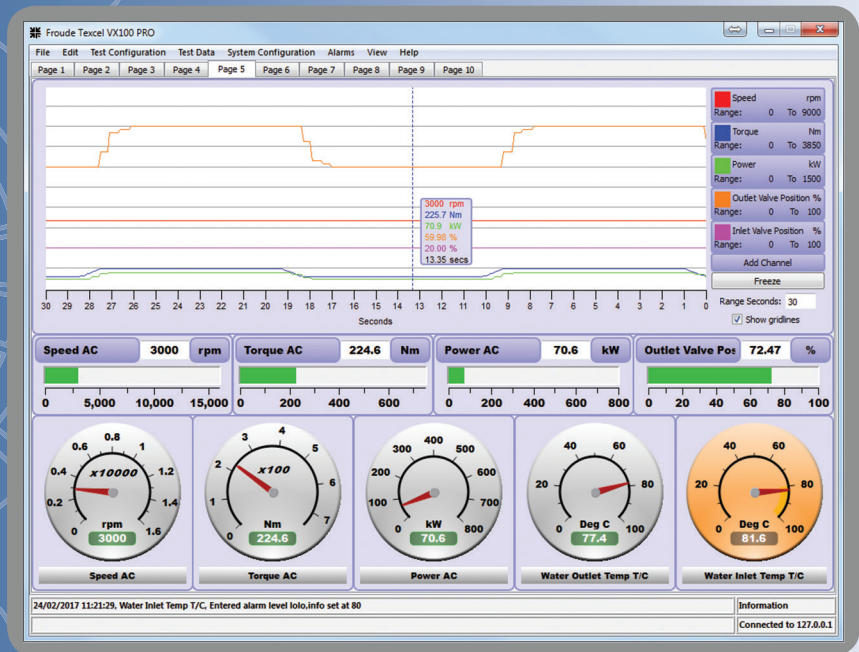 Froude Texcel VX100 PRO
File Edit Test Configuration Test Data System Configuration Alarms View Help
Page 1 Page 2 Page 3 Page 4 Page 5 Page 6 Page 7 Page 8 Page 9 Page 10
Speed rpm
Range: 0 To 9000
Torque Nm
Range: 0 To 3850
Power kW
Range: 0 To 1500
Outlet Valve Position %
Range: 0 To 100
Inlet Valve Position %
Range: 0 To 100
Add Channel
Freeze
Range Seconds: 30
Show gridlines
3000 rpm
225.7 Nm
70.9 kW
59.98 %
20.00 %
13.35 secs
30 29 28 27 26 25 24 23 22 21 20 19 18 17 16 15 14 13 12 11 10 9 8 7 6 5 4 3 2 1 0
Seconds
Speed AC 3000 rpm
0 5,000 10,000 15,000
Torque AC 224.6 Nm
0 200 400 600
Power AC 70.6 kW
0 200 400 600 800
Outlet Valve Pos 72.47 %
0 20 40 60 80 100
0 0.2 0.4 0.6 0.8 1 1.2 1.4 1.6
x10000
rpm
3000
Speed AC
0 1 2 3 4 5 6 7
x100
Nm
224.6
Torque AC
0 100 200 300 400 500 600 700 800
kW
70.6
Power AC
0 20 40 60 80 100
Deg C
77.4
Water Outlet Temp T/C
0 20 40 60 80 100
Deg C
81.6
Water Inlet Temp T/C
24/02/2017 11:21:29, Water Inlet Temp T/C, Entered alarm level lolo,info set at 80
Information
Connected to 127.0.0.1